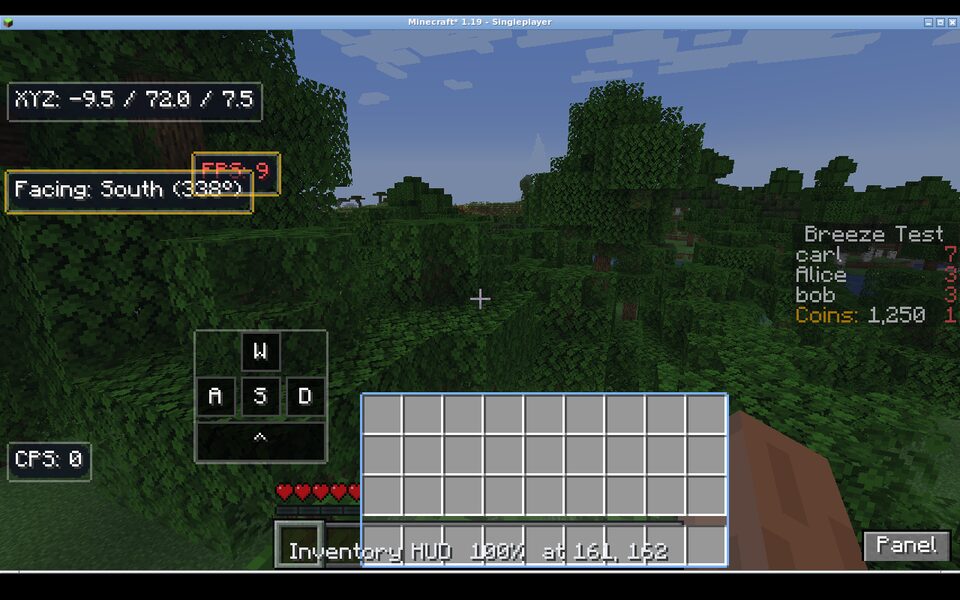 Minecraft* 1.19 - Singleplayer
XYZ: -9.5 / 72.0 / 7.5
FPS: 9
Facing: South (338°)
Breeze Test
carl 7
Alice 3
bob 3
Coins: 1,250 1
W
A S D
^
CPS: 0
Inventory HUD 100% at 161, 162
Panel